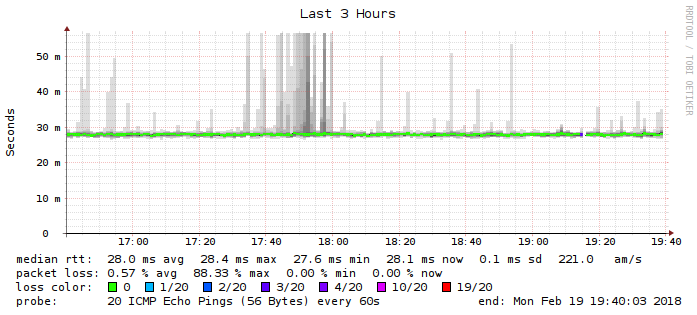 Last 3 Hours
RRDTOOL / TOBI OETIKER
Seconds
50 m
40 m
30 m
20 m
10 m
0
17:00 17:20 17:40 18:00 18:20 18:40 19:00 19:20 19:40
median rtt: 28.0 ms avg 28.4 ms max 27.6 ms min 28.1 ms now 0.1 ms sd 221.0 am/s
packet loss: 0.57 % avg 88.33 % max 0.00 % min 0.00 % now
loss color: 0 1/20 2/20 3/20 4/20 10/20 19/20
probe: 20 ICMP Echo Pings (56 Bytes) every 60s end: Mon Feb 19 19:40:03 2018